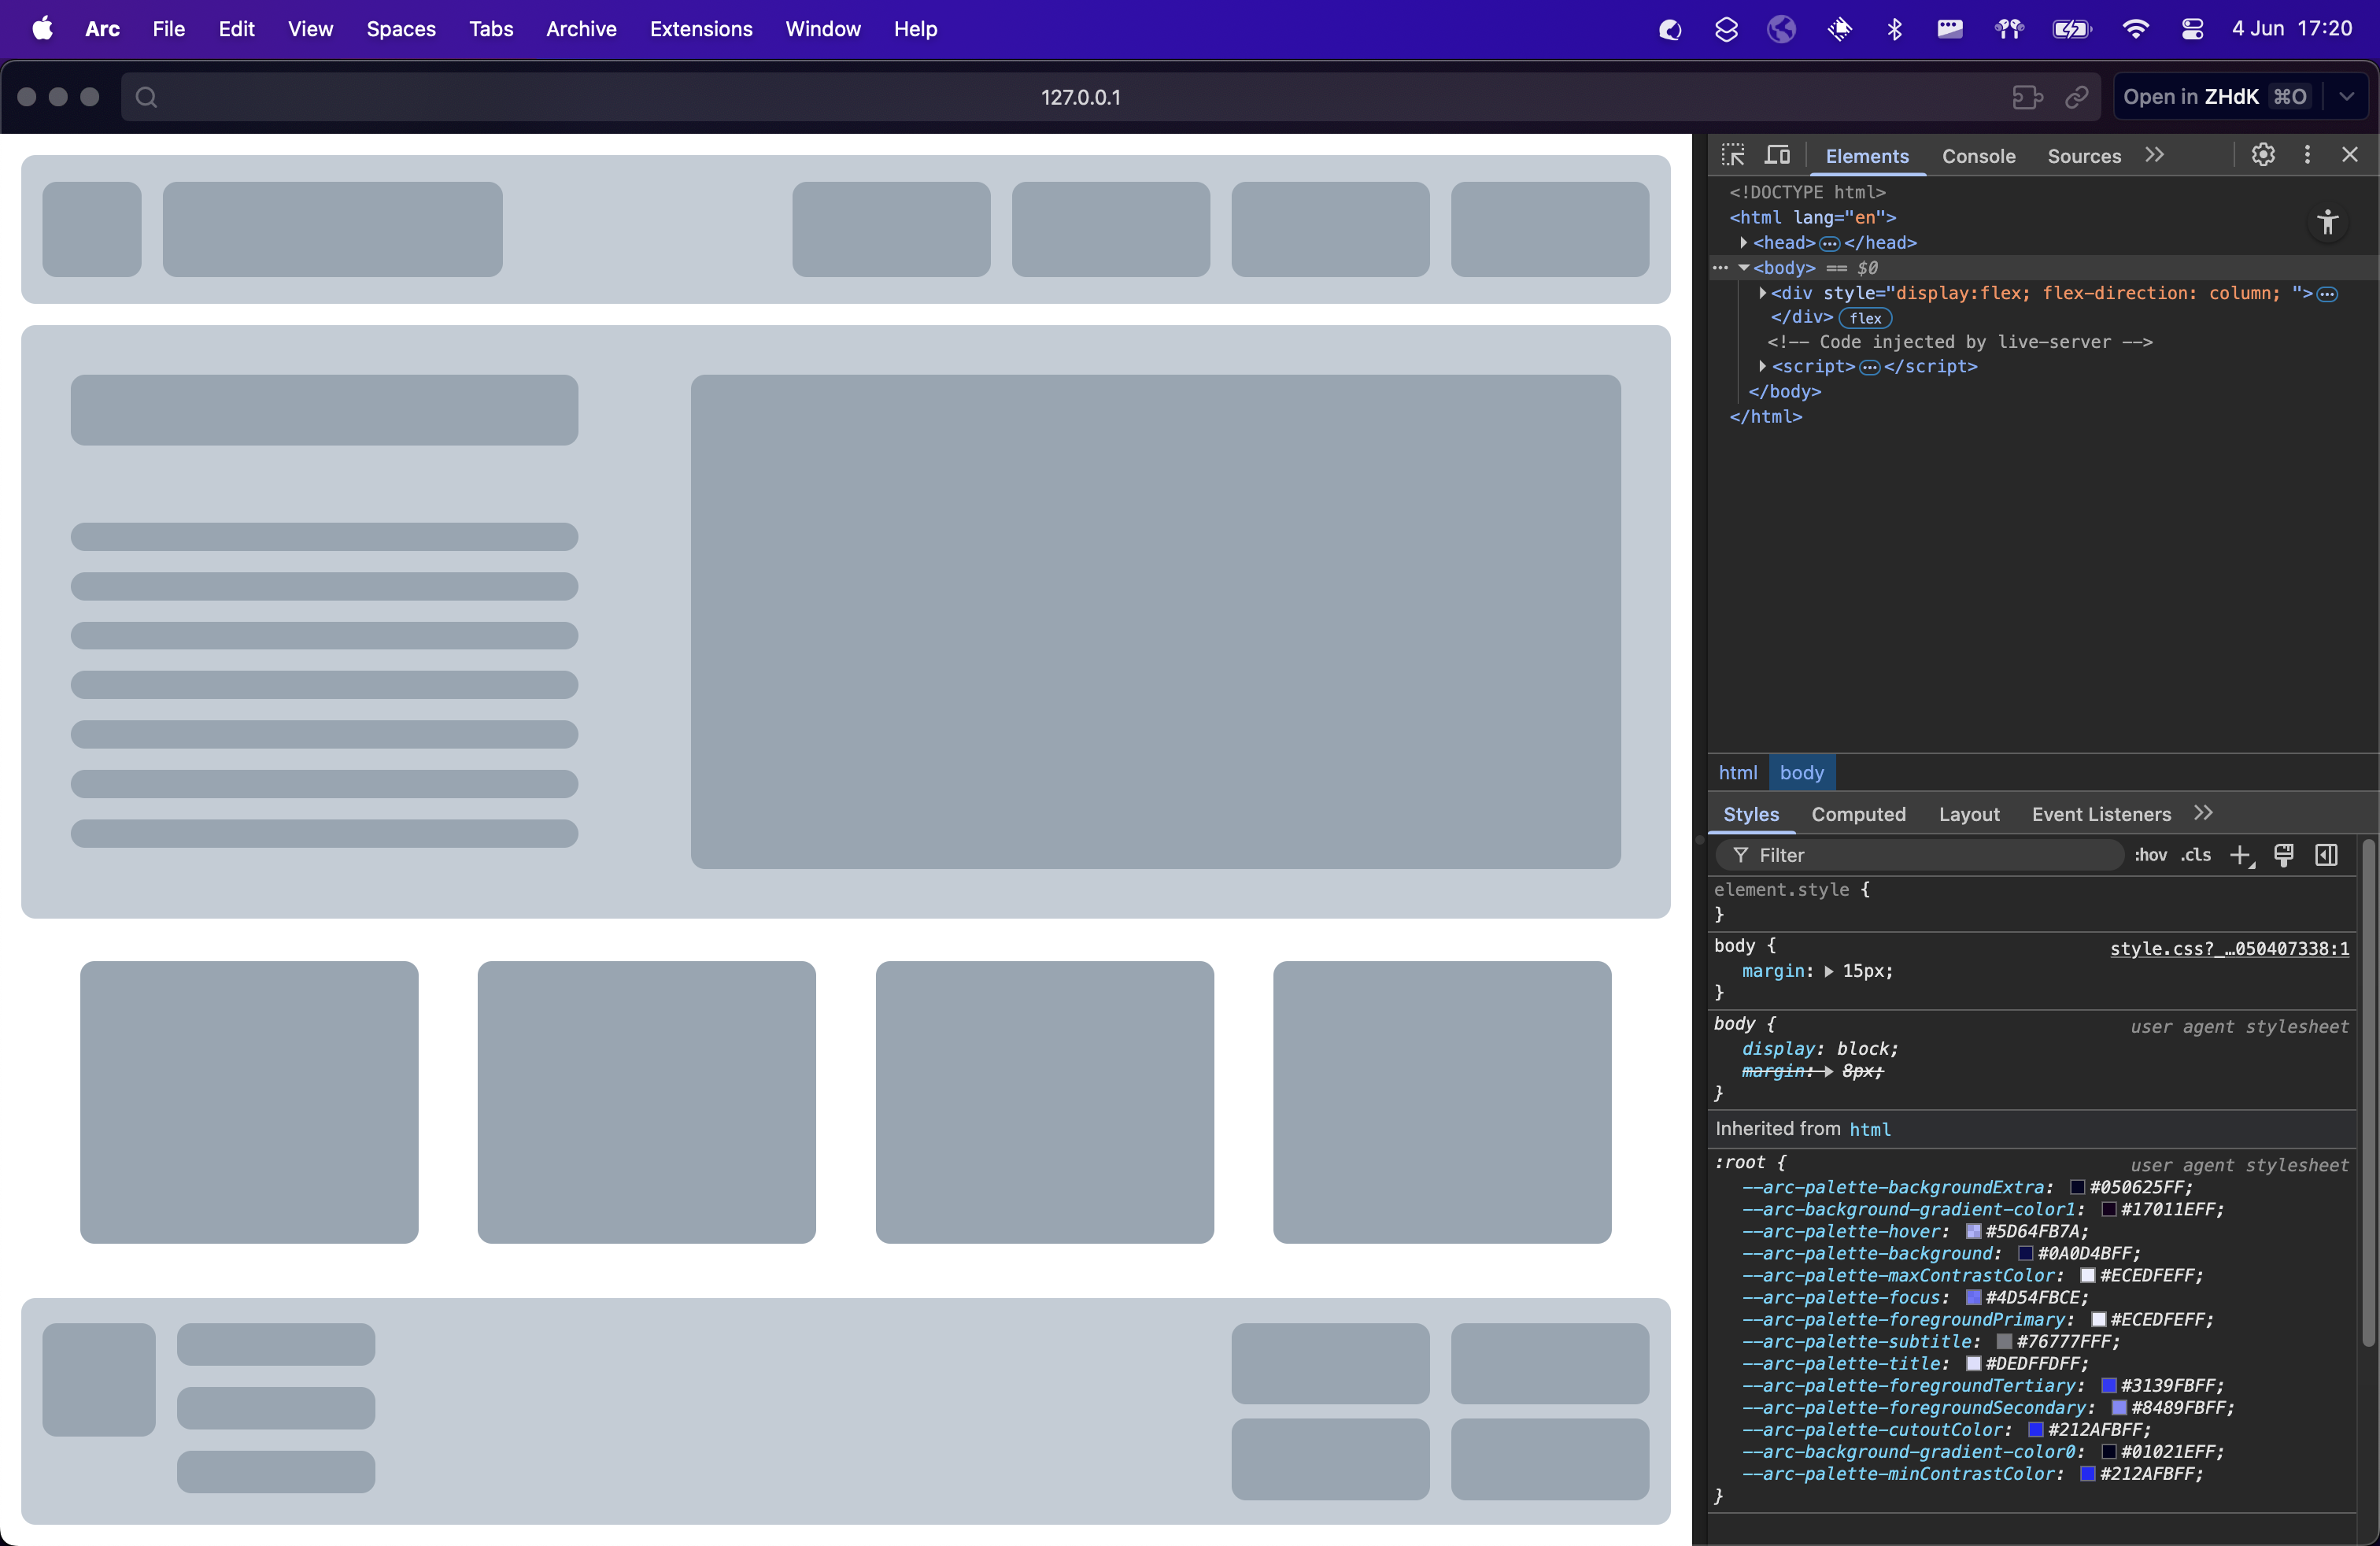 Arc File Edit View Spaces Tabs Archive Extensions Window Help 4 Jun 17:20
127.0.0.1 Open in ZHdK ⌘O
Elements Console Sources
<!DOCTYPE html>
<html lang="en">
<head> </head>
<body> == $0
<div style="display:flex; flex-direction: column; ">
</div> flex
<!-- Code injected by live-server -->
<script> </script>
</body>
</html>
html body
Styles Computed Layout Event Listeners
Filter :hov .cls
element.style {
}
body { style.css?_…050407338:1
margin: 15px;
}
body { user agent stylesheet
display: block;
margin: 8px;
}
Inherited from html
:root { user agent stylesheet
--arc-palette-backgroundExtra: #050625FF;
--arc-background-gradient-color1: #17011EFF;
--arc-palette-hover: #5D64FB7A;
--arc-palette-background: #0A0D4BFF;
--arc-palette-maxContrastColor: #ECEDFEFF;
--arc-palette-focus: #4D54FBCE;
--arc-palette-foregroundPrimary: #ECEDFEFF;
--arc-palette-subtitle: #76777FFF;
--arc-palette-title: #DEDFFDFF;
--arc-palette-foregroundTertiary: #3139FBFF;
--arc-palette-foregroundSecondary: #8489FBFF;
--arc-palette-cutoutColor: #212AFBFF;
--arc-background-gradient-color0: #01021EFF;
--arc-palette-minContrastColor: #212AFBFF;
}